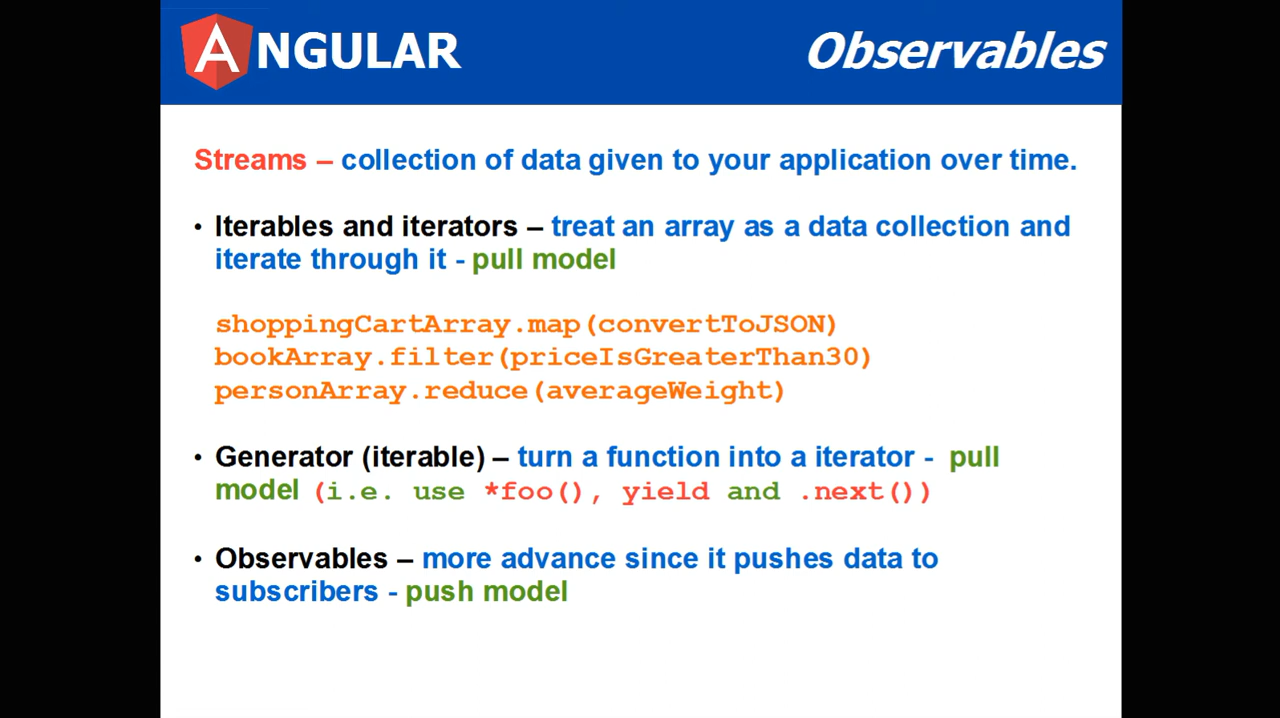 ANGULAR
Observables
Streams – collection of data given to your application over time.
• Iterables and iterators – treat an array as a data collection and
iterate through it - pull model
shoppingCartArray.map(convertToJSON)
bookArray.filter(priceIsGreaterThan30)
personArray.reduce(averageWeight)
• Generator (iterable) – turn a function into a iterator - pull
model (i.e. use *foo(), yield and .next())
• Observables – more advance since it pushes data to
subscribers - push model